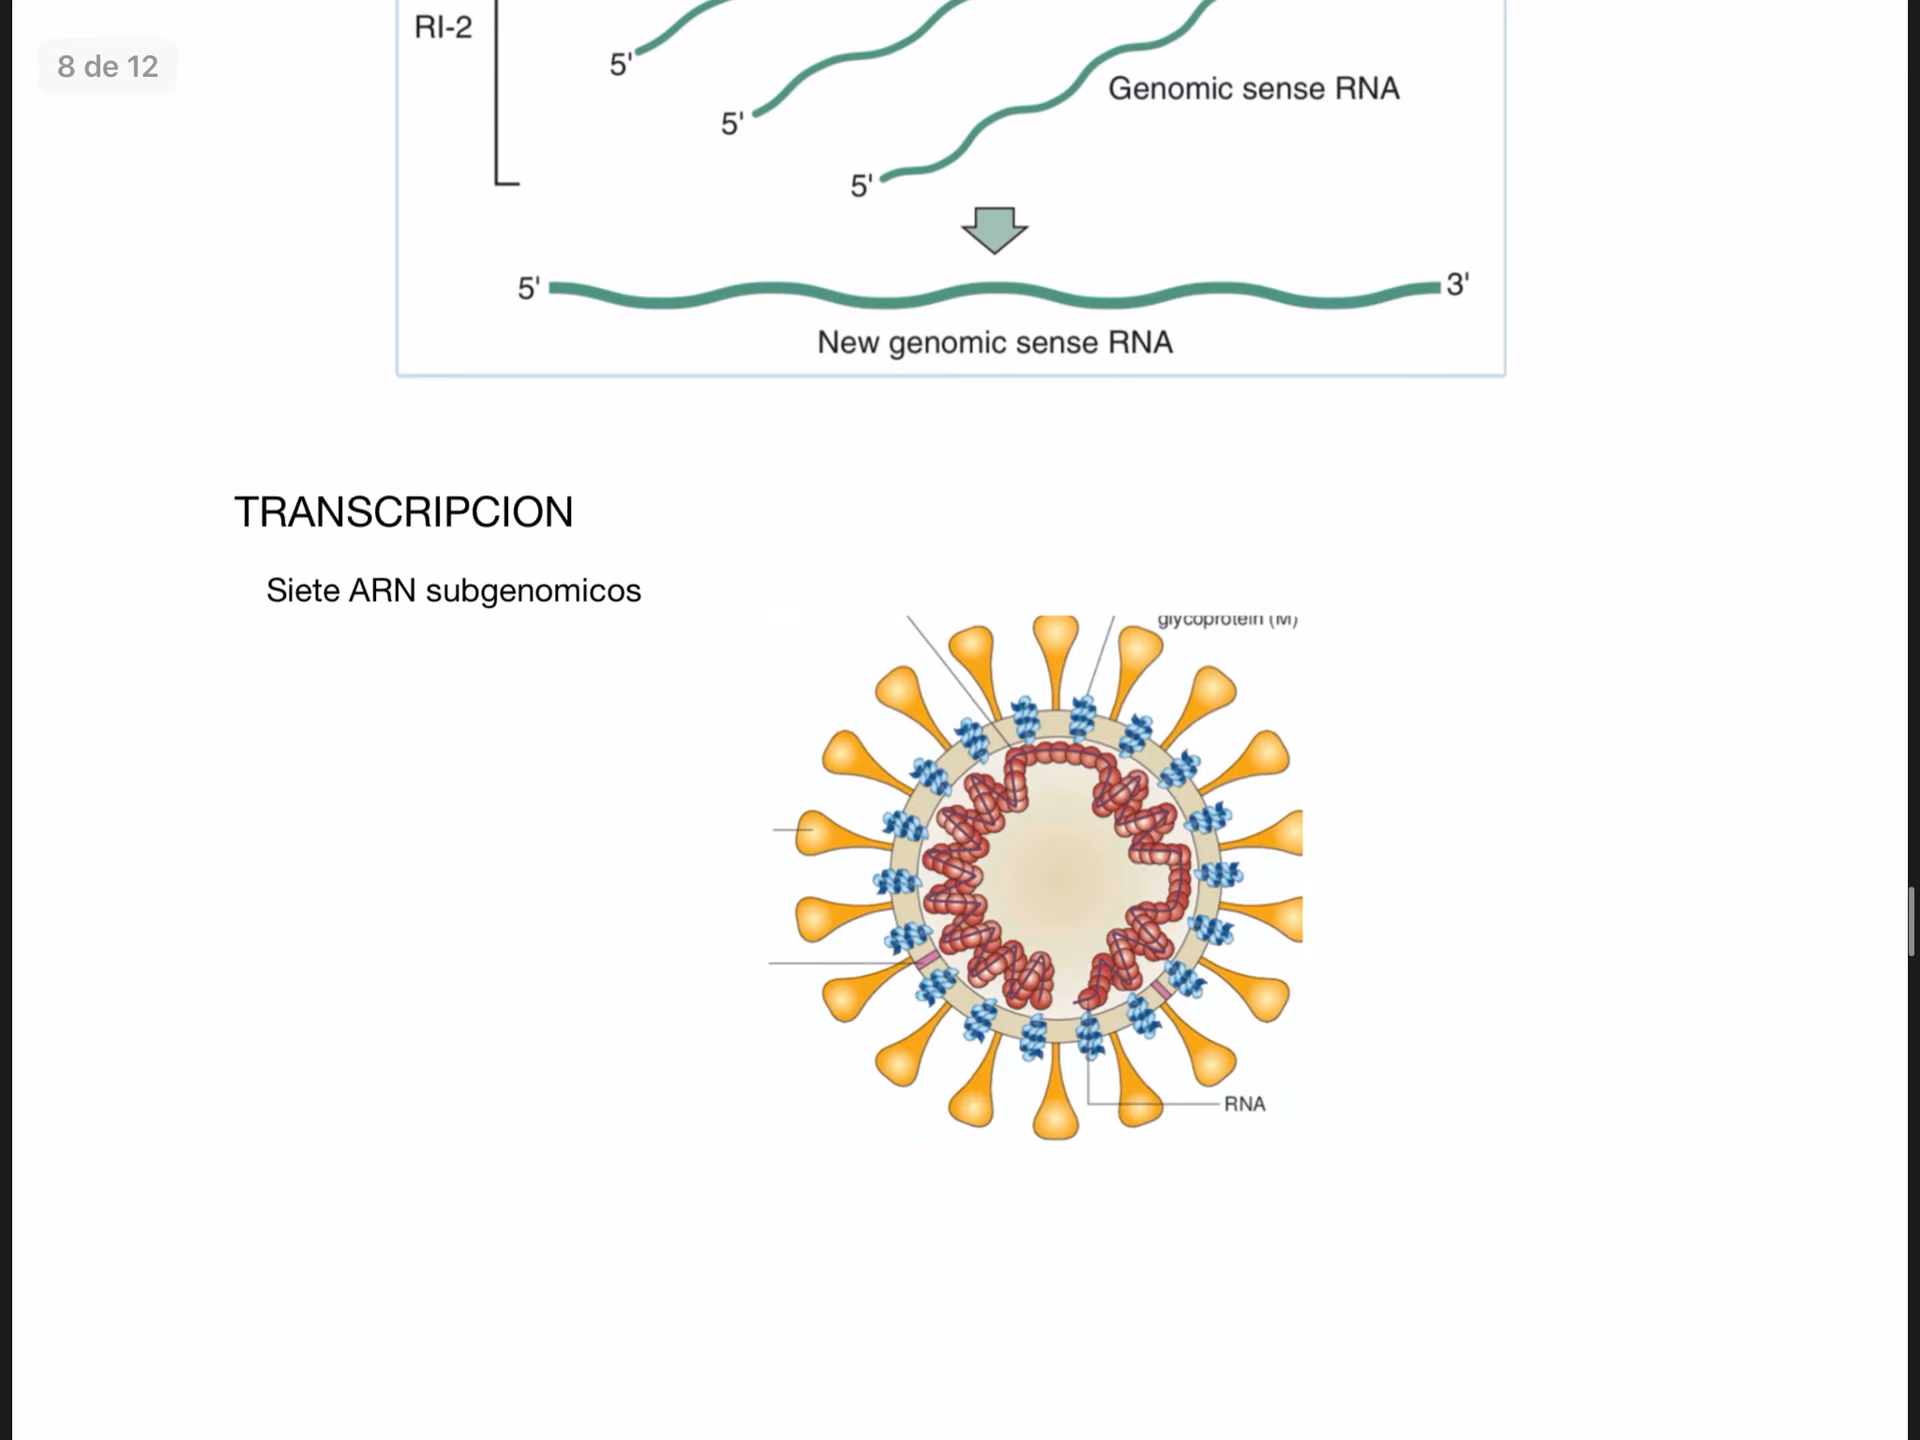 RI-2
8 de 12
5'
Genomic sense RNA
5'
5'
5'
3'
New genomic sense RNA
TRANSCRIPCION
Siete ARN subgenomicos
glycoprotein (M)
RNA